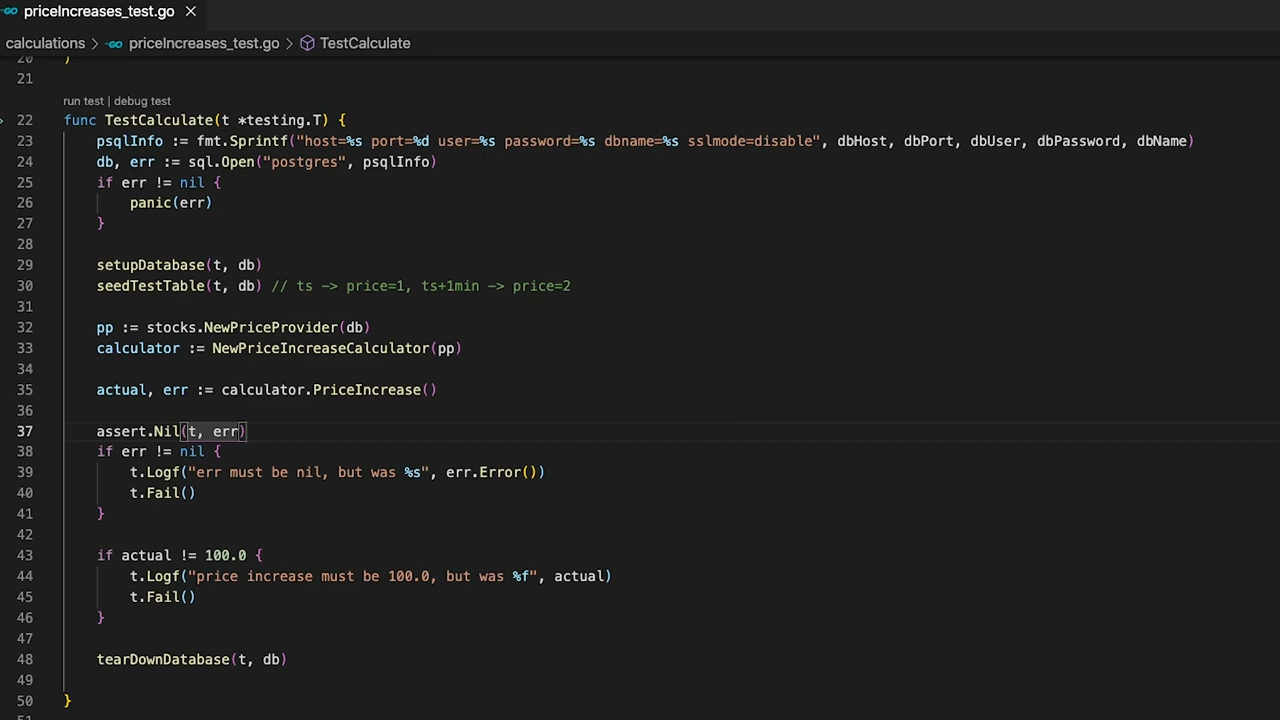 priceIncreases_test.go ×
calculations > priceIncreases_test.go > TestCalculate
20 )
21
run test | debug test
22 func TestCalculate(t *testing.T) {
23 psqlInfo := fmt.Sprintf("host=%s port=%d user=%s password=%s dbname=%s sslmode=disable", dbHost, dbPort, dbUser, dbPassword, dbName)
24 db, err := sql.Open("postgres", psqlInfo)
25 if err != nil {
26 panic(err)
27 }
28
29 setupDatabase(t, db)
30 seedTestTable(t, db) // ts -> price=1, ts+1min -> price=2
31
32 pp := stocks.NewPriceProvider(db)
33 calculator := NewPriceIncreaseCalculator(pp)
34
35 actual, err := calculator.PriceIncrease()
36
37 assert.Nil(t, err)
38 if err != nil {
39 t.Logf("err must be nil, but was %s", err.Error())
40 t.Fail()
41 }
42
43 if actual != 100.0 {
44 t.Logf("price increase must be 100.0, but was %f", actual)
45 t.Fail()
46 }
47
48 tearDownDatabase(t, db)
49
50 }
51